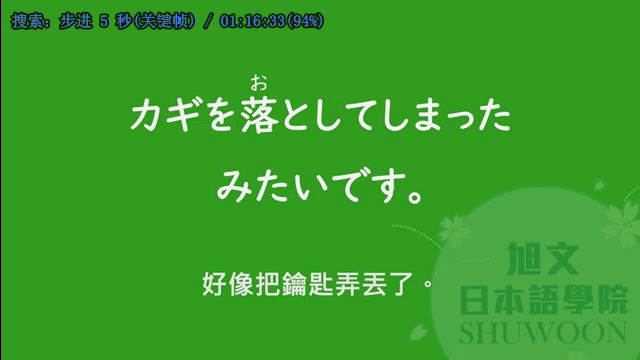 搜索: 步进 5 秒(关键帧) / 01:16:33(94%)
お
カギを落としてしまった
みたいです。
好像把鑰匙弄丟了。
旭文
日本語學院
SHUWOON